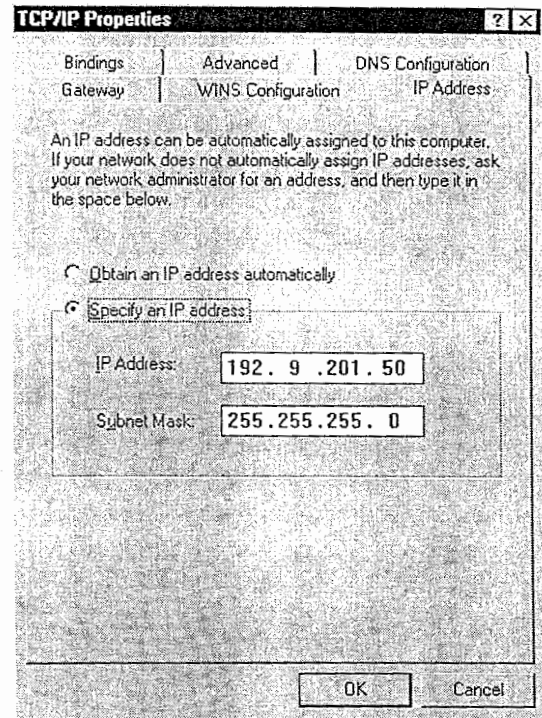 TCP/IP Properties ? ×
Bindings Advanced DNS Configuration
Gateway WINS Configuration IP Address
An IP address can be automatically assigned to this computer.
If your network does not automatically assign IP addresses, ask
your network administrator for an address, and then type it in
the space below.
Obtain an IP address automatically
Specify an IP address:
IP Address: 192. 9 .201. 50
Subnet Mask: 255.255.255. 0
OK Cancel